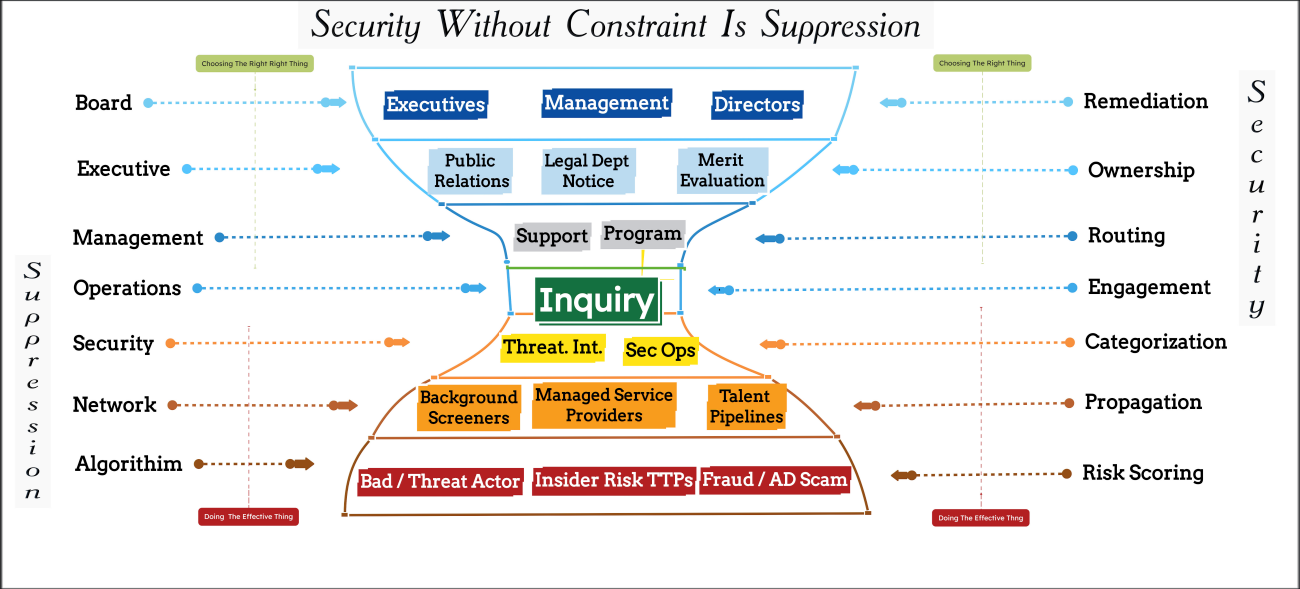 Security Without Constraint Is Suppression
Choosing The Right Right Thing
Choosing The Right Thing
Board
Executives
Management
Directors
Remediation
Executive
Public
Relations
Legal Dept
Notice
Merit
Evaluation
Ownership
Management
Support
Program
Routing
Operations
Inquiry
Engagement
Security
Threat. Int.
Sec Ops
Categorization
Network
Background
Screeners
Managed Service
Providers
Talent
Pipelines
Propagation
Algorithim
Bad / Threat Actor
Insider Risk TTPs
Fraud / AD Scam
Risk Scoring
Doing The Effective Thing
Doing The Effective Thng
Suppression
Security